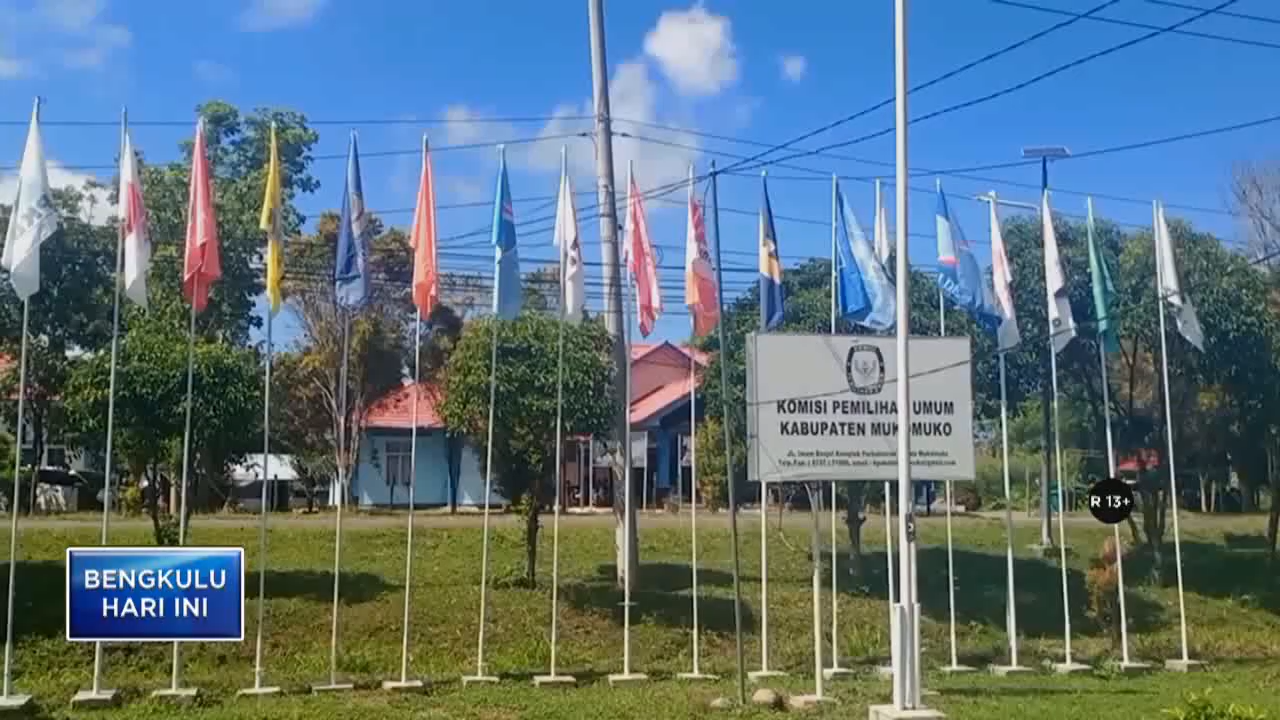 KOMISI PEMILIHAN UMUM
KABUPATEN MUKOMUKO
R 13+
BENGKULU
HARI INI